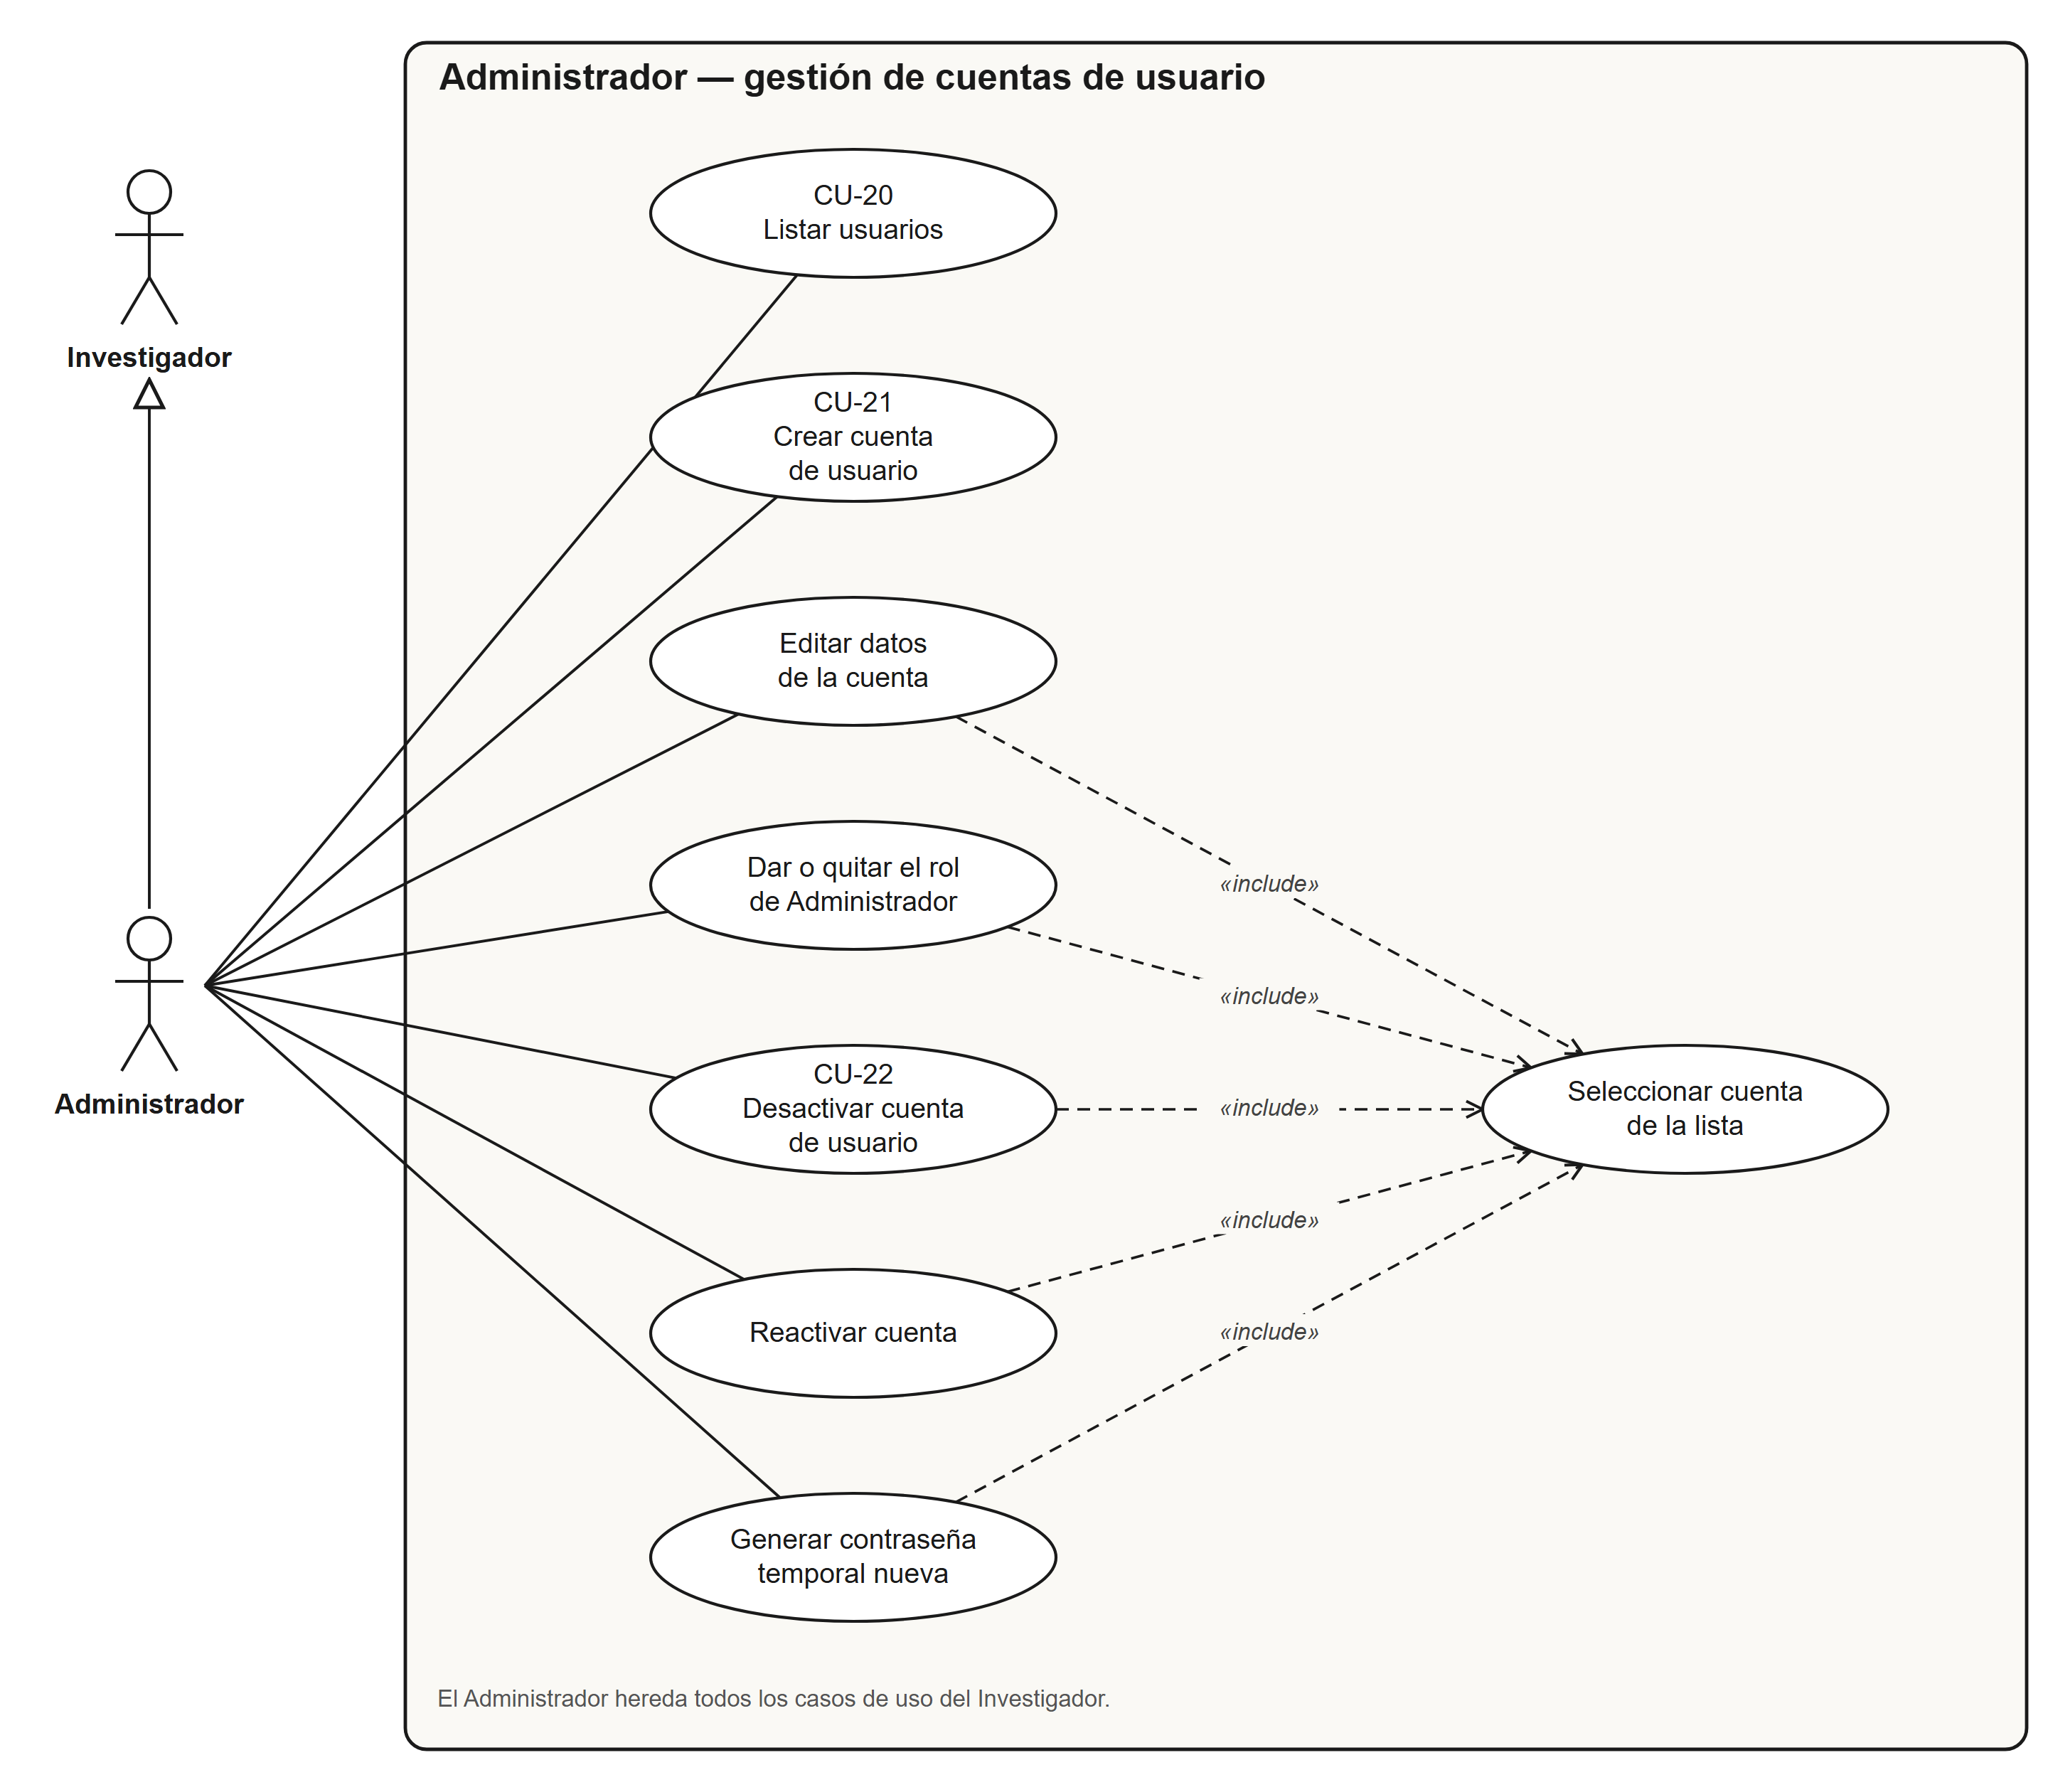 Administrador — gestión de cuentas de usuario
CU-20
Listar usuarios
Investigador
CU-21
Crear cuenta
de usuario
Editar datos
de la cuenta
Dar o quitar el rol
de Administrador
«include»
«include»
Administrador
CU-22
Desactivar cuenta
de usuario
«include»
Seleccionar cuenta
de la lista
«include»
Reactivar cuenta
«include»
Generar contraseña
temporal nueva
El Administrador hereda todos los casos de uso del Investigador.